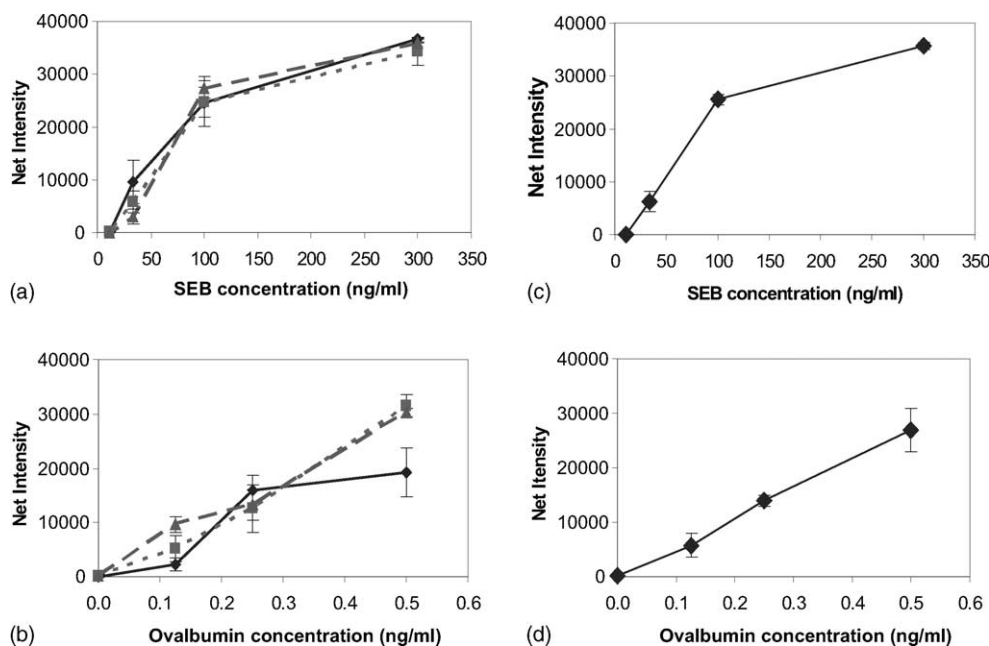 40000
30000
20000
10000
0
Net Intensity
0 50 100 150 200 250 300 350
SEB concentration (ng/ml)
(a)
40000
30000
20000
10000
0
Net Intensity
0 50 100 150 200 250 300 350
SEB concentration (ng/ml)
(c)
40000
30000
20000
10000
0
Net Intensity
0.0 0.1 0.2 0.3 0.4 0.5 0.6
Ovalbumin concentration (ng/ml)
(b)
40000
30000
20000
10000
0
Net Itensity
0.0 0.1 0.2 0.3 0.4 0.5 0.6
Ovalbumin concentration (ng/ml)
(d)